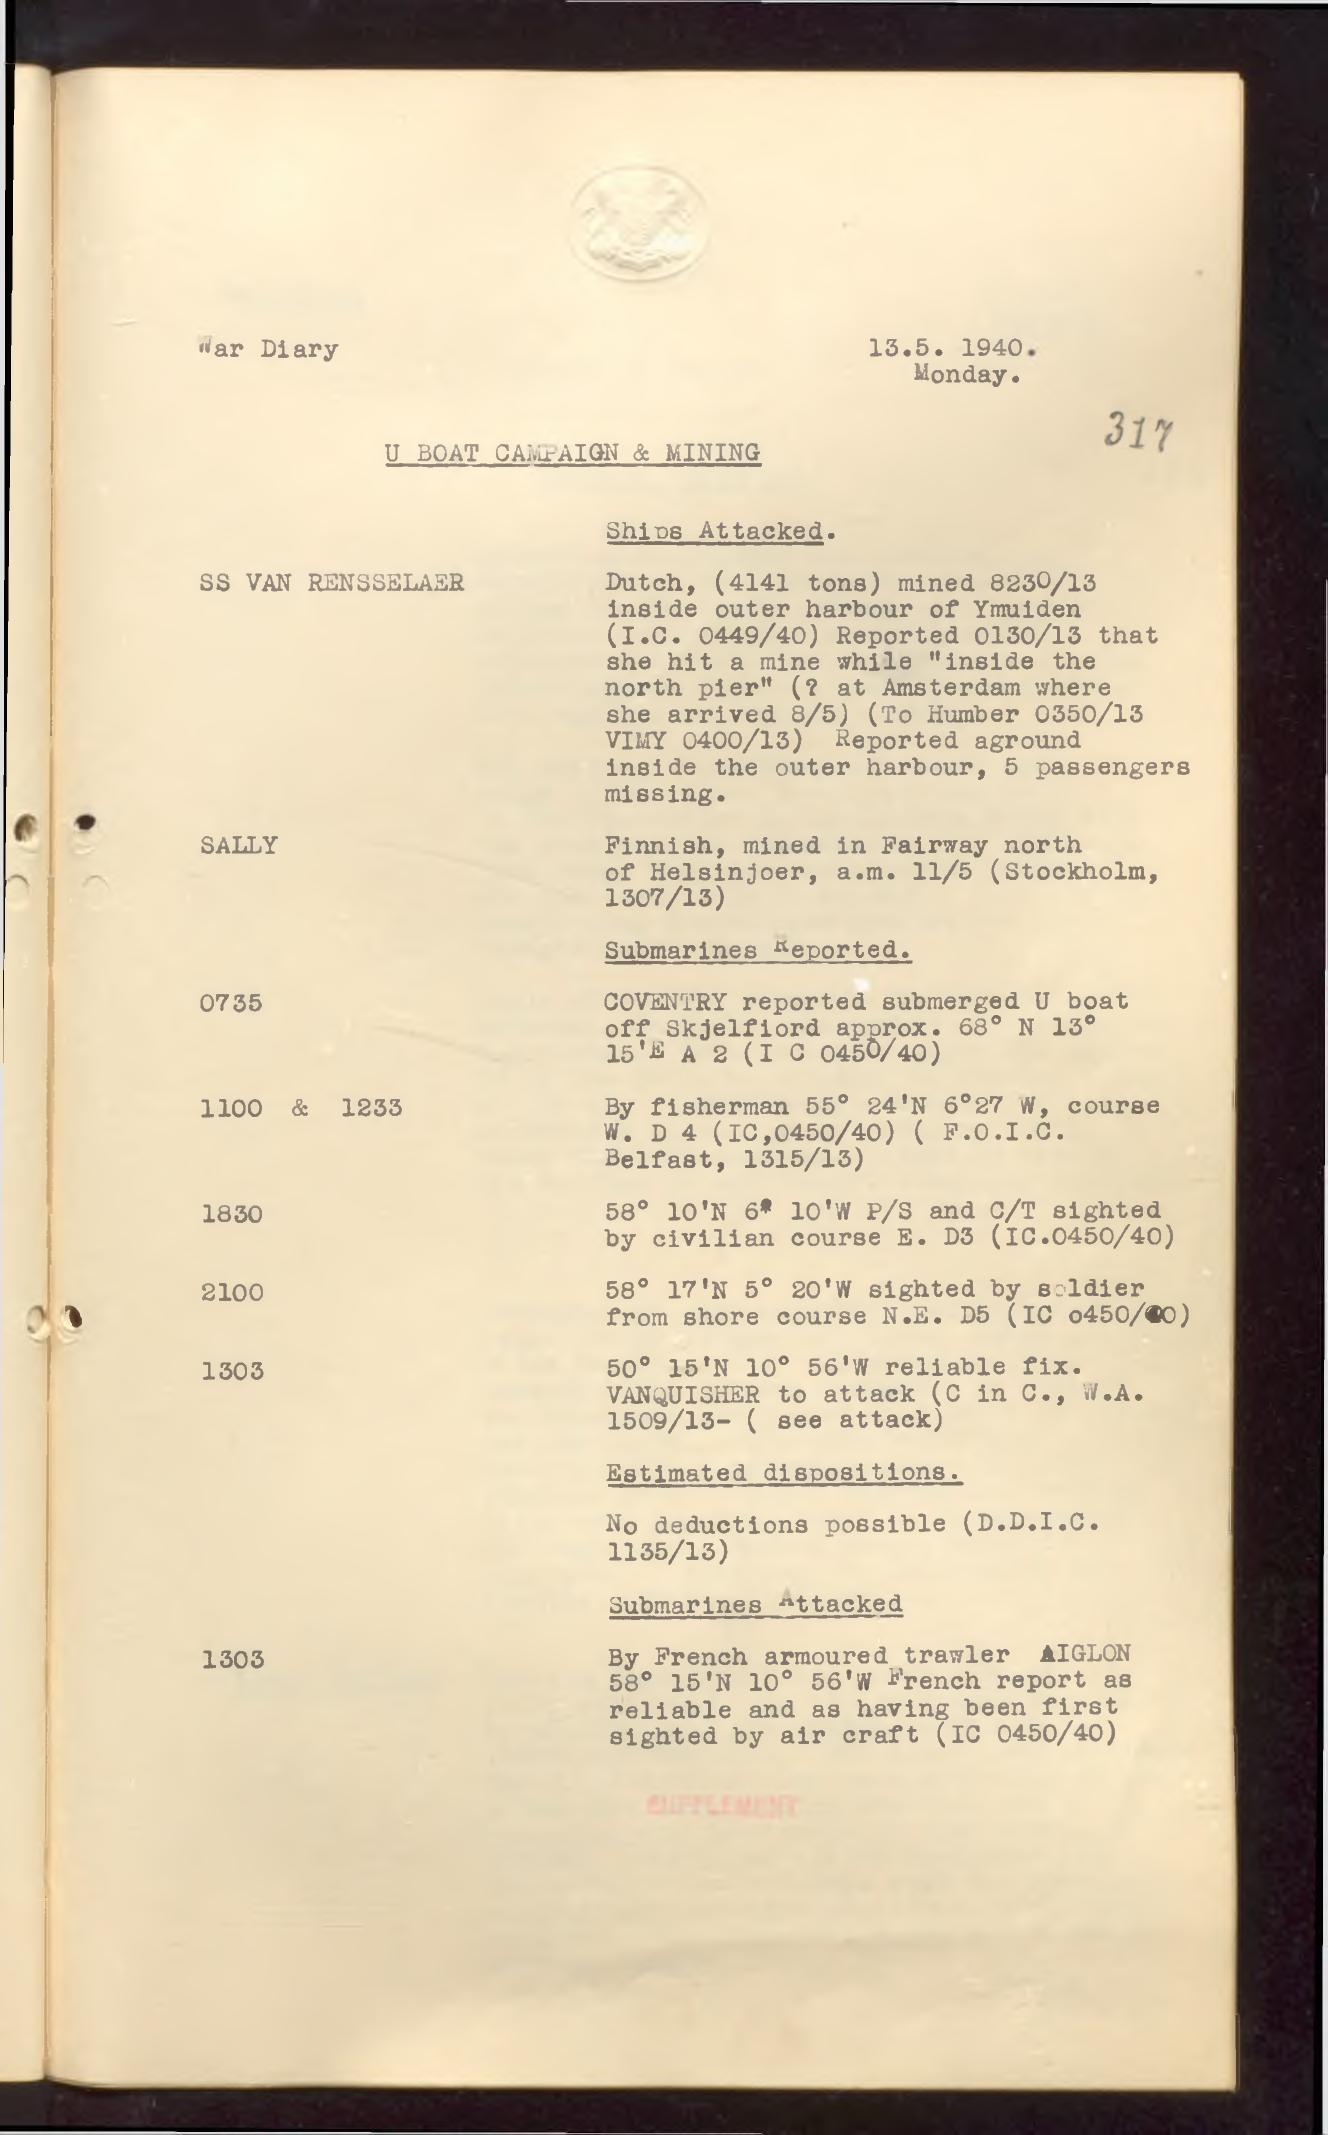 War Diary 13.5. 1940.
Monday.
317
U BOAT CAMPAIGN & MINING
Ships Attacked.
SS VAN RENSSELAER Dutch, (4141 tons) mined 8230/13
inside outer harbour of Ymuiden
(I.C. 0449/40) Reported 0130/13 that
she hit a mine while "inside the
north pier" (? at Amsterdam where
she arrived 8/5) (To Humber 0350/13
VIMY 0400/13) Reported aground
inside the outer harbour, 5 passengers
missing.
SALLY Finnish, mined in Fairway north
of Helsinjoer, a.m. 11/5 (Stockholm,
1307/13)
Submarines Reported.
0735 COVENTRY reported submerged U boat
off Skjelfiord approx. 68° N 13°
15'E A 2 (I C 0450/40)
1100 & 1233 By fisherman 55° 24'N 6°27 W, course
W. D 4 (IC,0450/40) ( F.O.I.C.
Belfast, 1315/13)
1830 58° 10'N 6° 10'W P/S and C/T sighted
by civilian course E. D3 (IC.0450/40)
2100 58° 17'N 5° 20'W sighted by soldier
from shore course N.E. D5 (IC o450/40)
1303 50° 15'N 10° 56'W reliable fix.
VANQUISHER to attack (C in C., W.A.
1509/13- ( see attack)
Estimated dispositions.
No deductions possible (D.D.I.C.
1135/13)
Submarines Attacked
1303 By French armoured trawler AIGLON
58° 15'N 10° 56'W French report as
reliable and as having been first
sighted by air craft (IC 0450/40)
SUPPLEMENT